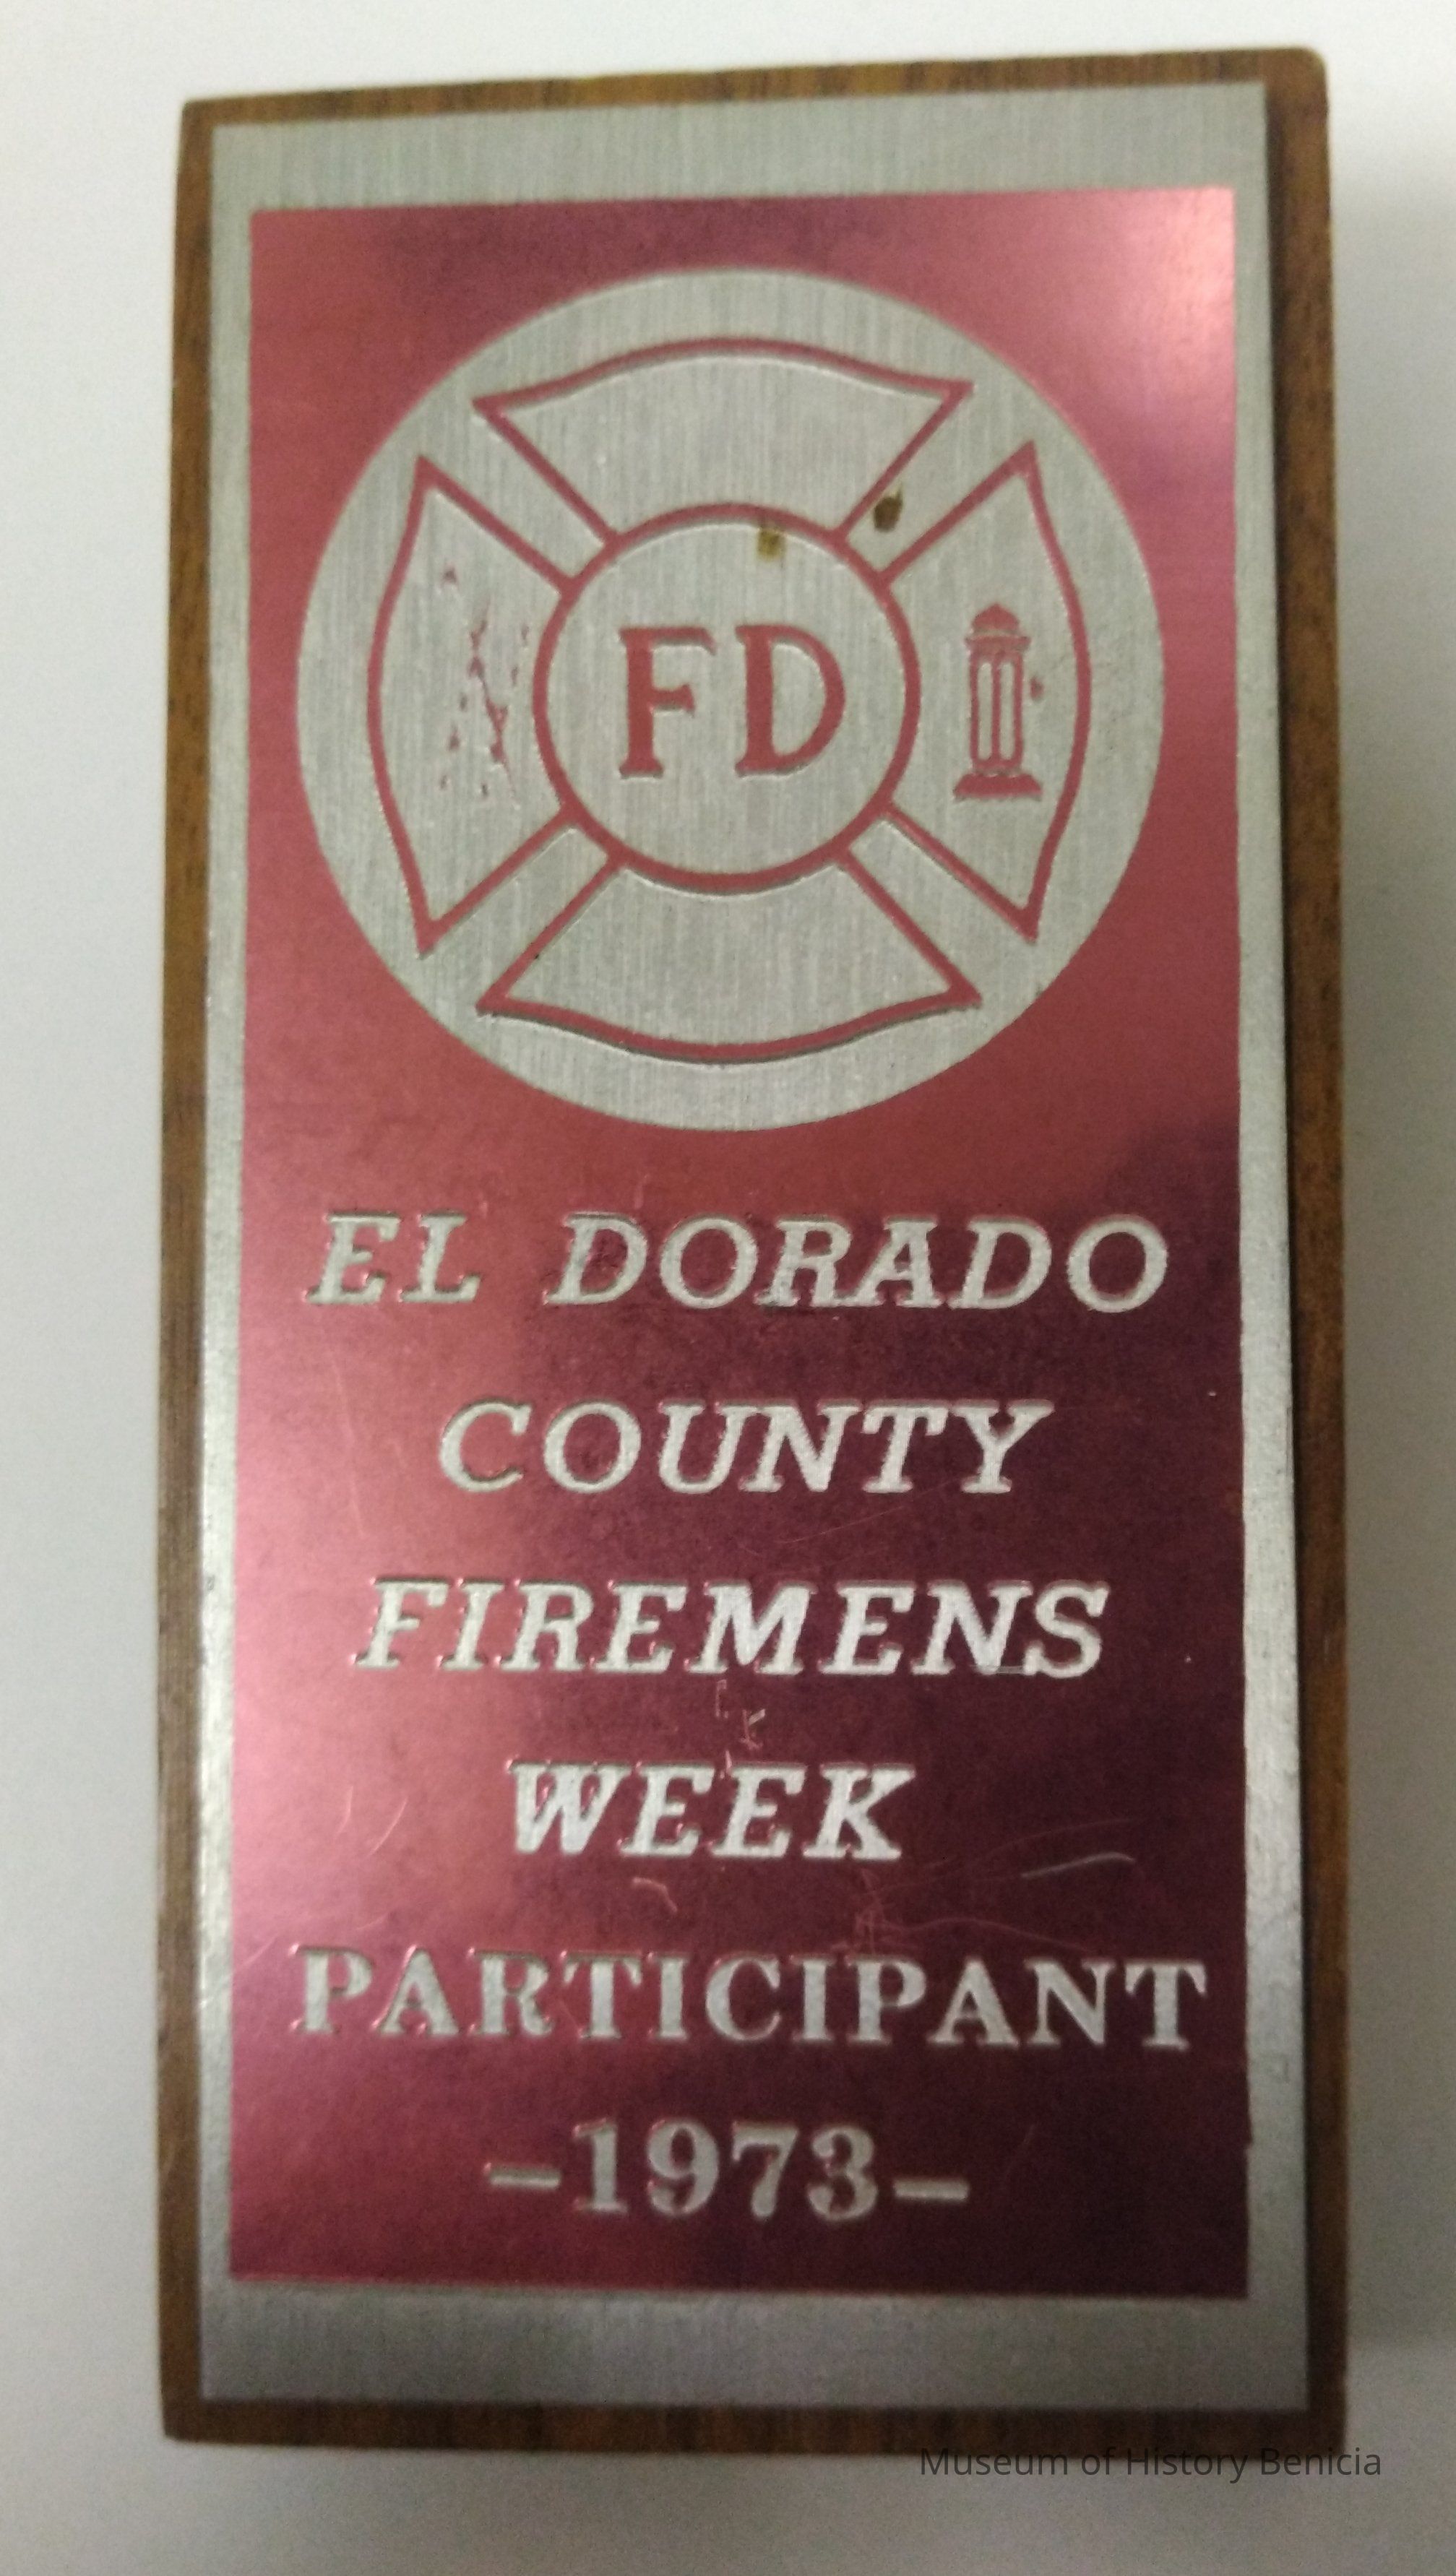 FD
EL DORADO
COUNTY
FIREMENS
WEEK
PARTICIPANT
–1973–
Museum of History Benicia